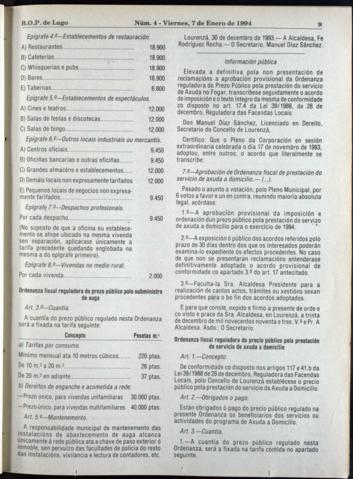 B.O.P. de Lugo
Núm. 4 - Viernes, 7 de Enero de 1994
9
Epígrafe 4.º—Establecimientos de restauración.
A) Restaurantes 18.900
B) Cafeterías 18.900
C) Whisquerías y pubs 18.900
D) Bares 18.900
E) Tabernas 6.800
Epígrafe 5.º—Establecimientos de espectáculos.
A) Cines e teatros 12.000
B) Salas de festas e discotecas 12.000
C) Salas de bingo 12.000
Epígrafe 6.º—Outros locais industriais ou mercantís.
A) Centros oficiais 9.450
B) Oficinas bancarias e outras oficiñas 9.450
C) Grandes almacéns e establecementos 12.000
D) Demáis locais non expresamente tarifados 12.000
E) Pequenos locais de negocios non expresa-
mente tarifados 9.450
Epígrafe 7.º—Despachos profesionais.
Por cada despacho 9.450
(No suposto de que a oficina ou estableci-
mento se atope ubicado na mesma vivenda
sen separación, aplicarase únicamente a
tarifa precedente quedando englobada na
mesma a do epígrafe primeiro).
Epígrafe 8.º—Vivendas no medio rural.
Por cada vivenda 2.000
Ordenanza fiscal reguladora do precio público polo subministro
de auga
Art. 3.º—Cuantía.
A cuantía do precio público regulado nesta Ordenanza
será a fixada na tarifa seguinte:
Concepto Pesetas m.³
a) Tarifas por consumo.
Mínimo mensual ata 10 metros cúbicos 220 ptas.
De 10 m.³ a 20 m.³ 26 ptas.
De 20 m.³ en adiante 37 ptas.
b) Dereitos de enganche e acometida a rede:
—Prezo único, para vivendas unifamiliares 30.000 ptas.
—Prezo único, para vivendas multifamiliares 40.000 ptas.
Art. 5.º—Mantenemento.
A responsabilidade municipal de mantenemento das
instalacións de abastecemento de auga alcanza
únicamente á rede pública ata a chave de paso exterior ó
inmoble, sen perxuízo das facultades de policía do resto
das instalacións, vixilancia e lectura de contadores, etc.
Lourenzá, 30 de decembro de 1993.— A Alcaldesa, Fe
Rodríguez Rocha.— O Secretario, Manuel Díaz Sánchez.
Información pública
Elevada a definitiva pola non presentación de
reclamacións a aprobación provisional da Ordenanza
reguladora do Prezo Público pola prestación do servicio
de Axuda no Fogar, transcríbese seguitamente o acordo
de imposición e o texto íntegro da mesma de conformidade
co disposto no art. 17.4 da Lei 39/1988, de 28 de
decembro, Reguladora das Facendas Locais.
Don Manuel Díaz Sánchez, Licenciado en Dereito,
Secretario do Concello de Lourenzá.
Certifico: Que o Pleno da Corporación en sesión
extraordinaria celebrada o día 17 de novembro de 1993,
adoptou, entre outros, o acordo que literalmente se
transcribe:
7.º—Aprobación de Ordenanza fiscal de prestación do
servicio de axuda a domicilio.— (...).
Pasado o asunto a votación, polo Pleno Municipal, por
6 votos a favor e un en contra, reunindo maioría absoluta
legal, acórdase:
1.º—A aprobación provisional da imposición e
ordenación dun prezo público pola prestación do servizo
de axuda a domicilio para o exercicio de 1994.
2.º—A exposición ó público dos acordos referidos polo
prazo de 30 días dentro dos que os interesados poderán
examina-lo expediente ós efectos procedentes. No caso
de que non se presentaran reclamacións entenderase
definitivamente adoptado o acordo provisional de
conformidade co apartado 3.º do art. 17 antecitado.
3.º—Faculta-la Sra. Alcaldesa Presidente para a
realización de cantos actos, trámites ou xestións sexan
procedentes para o bo fin dos acordos adoptados.
E para que conste, expido e firmo a presente de orde e
co visto e prace da Sra. Alcaldesa, en Lourenzá, a trinta
de decembro de mil novecentos noventa e tres. V.º e Pr. A
Alcaldesa. Asdo.: O Secretario.
Ordenanza fiscal reguladora do precio público pola prestación
do servicio de axuda a domicilio
Art. 1.—Concepto.
De conformidade co disposto nos artigos 117 e 41.b da
Lei 39/1988 de 28 de decembro, Reguladora das Facendas
Locais, polo Concello de Lourenzá establécese o precio
público pola prestación do servicio de Axuda a Domicilio.
Art. 2.—Obrigados o pago.
Están obrigados ó pago do precio público regulado na
presente Ordenanza os beneficiarios dos servicios ou
actividades do programa de Axuda a Domicilio.
Art. 3.—Cuantía.
1.—A cuantía do precio público regulado nesta
Ordenanza, será a fixada na tarifa contida no apartado
seguinte.